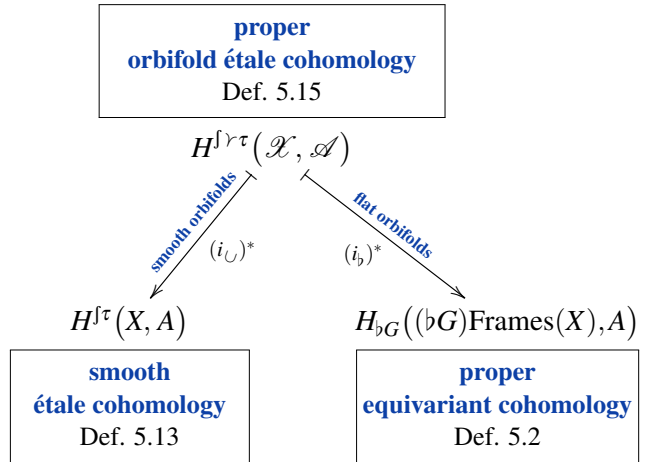 proper
orbifold étale cohomology
Def. 5.15
H^{ʃ⋎τ}(𝒳, 𝒜)
smooth orbifolds
flat orbifolds
(i_∪)*
(i_♭)*
H^{ʃτ}(X, A)
H_{♭G}((♭G)Frames(X), A)
smooth
étale cohomology
Def. 5.13
proper
equivariant cohomology
Def. 5.2